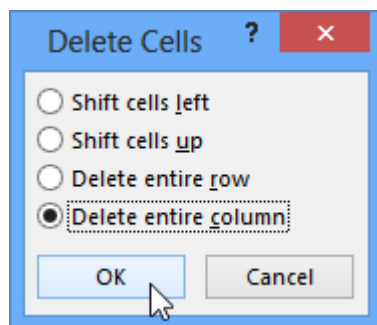 Delete Cells ? ×
Shift cells left
Shift cells up
Delete entire row
Delete entire column
OK Cancel